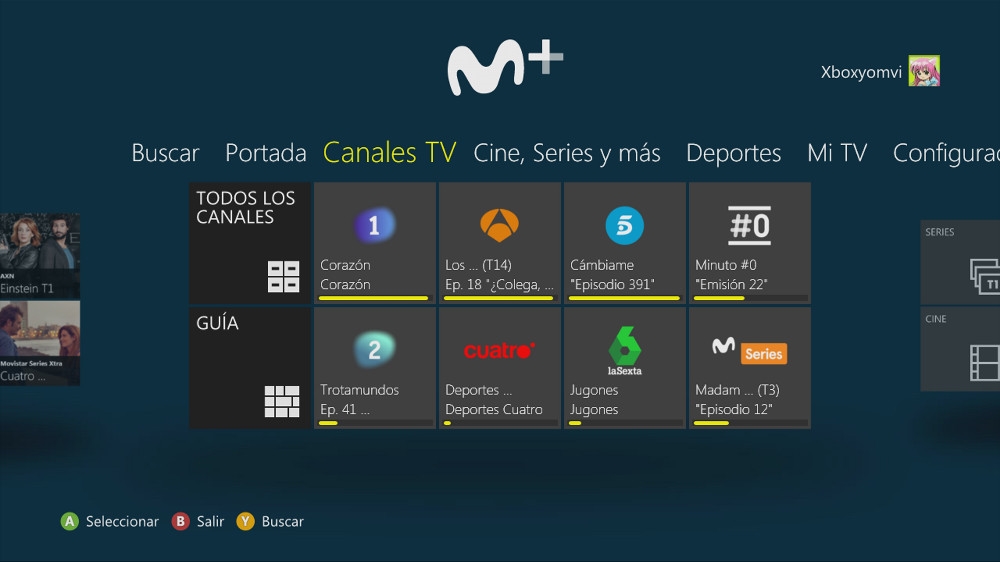 M+
Xboxyomvi
Buscar Portada Canales TV Cine, Series y más Deportes Mi TV Configurac
TODOS LOS
CANALES
1
Corazón
Corazón
Los ... (T14)
Ep. 18 "¿Colega, ...
5
Cámbiame
"Episodio 391"
#0
Minuto #0
"Emisión 22"
GUÍA
2
Trotamundos
Ep. 41 ...
cuatro
Deportes ...
Deportes Cuatro
6
laSexta
Jugones
Jugones
Series
Madam ... (T3)
"Episodio 12"
AXN
Einstein T1
Movistar Series Xtra
Cuatro ...
SERIES
T1
CINE
A Seleccionar B Salir Y Buscar